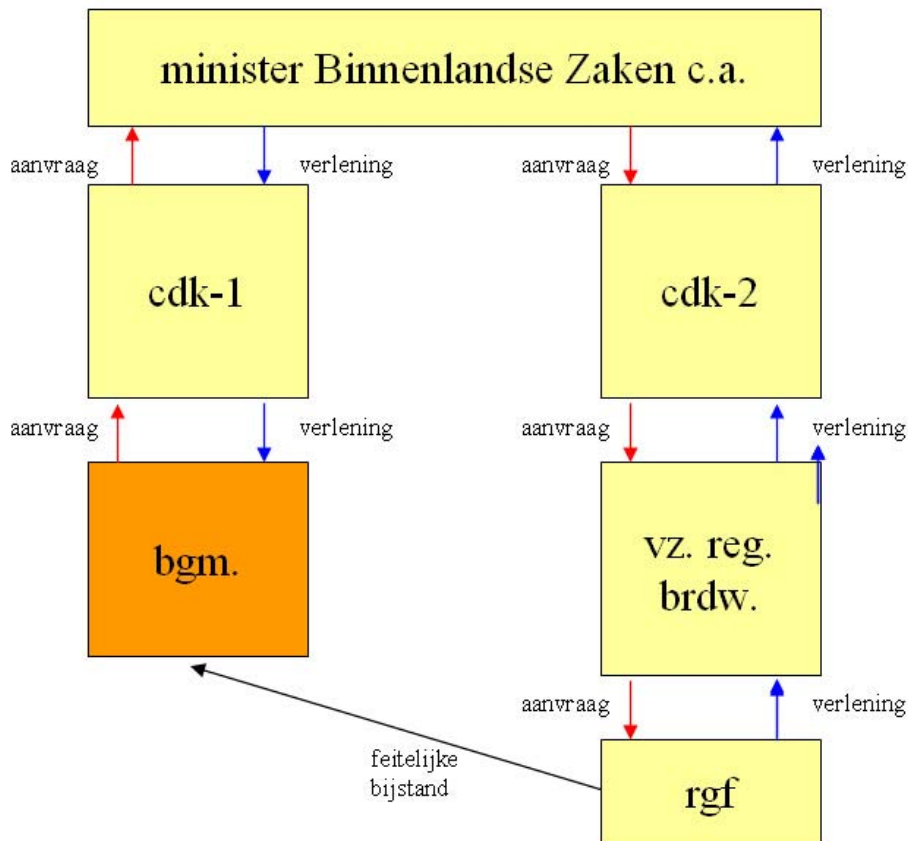 minister Binnenlandse Zaken c.a.
aanvraag
verlening
aanvraag
verlening
cdk-1
cdk-2
aanvraag
verlening
aanvraag
verlening
bgm.
vz. reg.
brdw.
aanvraag
verlening
feitelijke
bijstand
rgf